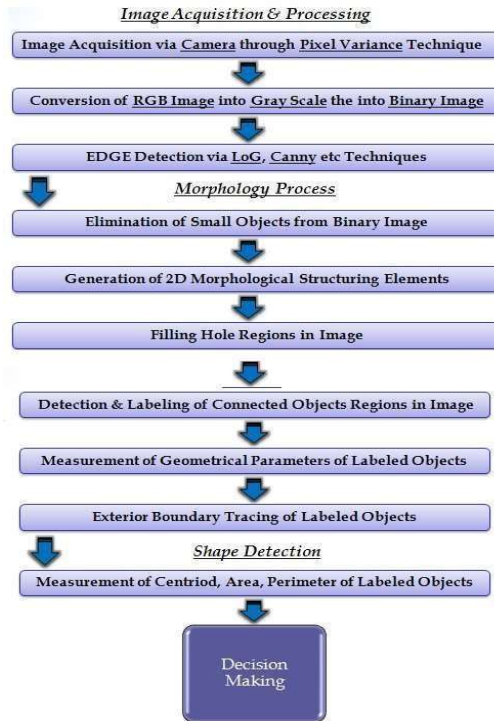 Image Acquisition & Processing
Image Acquisition via Camera through Pixel Variance Technique
Conversion of RGB Image into Gray Scale the into Binary Image
EDGE Detection via LoG, Canny etc Techniques
Morphology Process
Elimination of Small Objects from Binary Image
Generation of 2D Morphological Structuring Elements
Filling Hole Regions in Image
Detection & Labeling of Connected Objects Regions in Image
Measurement of Geometrical Parameters of Labeled Objects
Exterior Boundary Tracing of Labeled Objects
Shape Detection
Measurement of Centriod, Area, Perimeter of Labeled Objects
Decision
Making